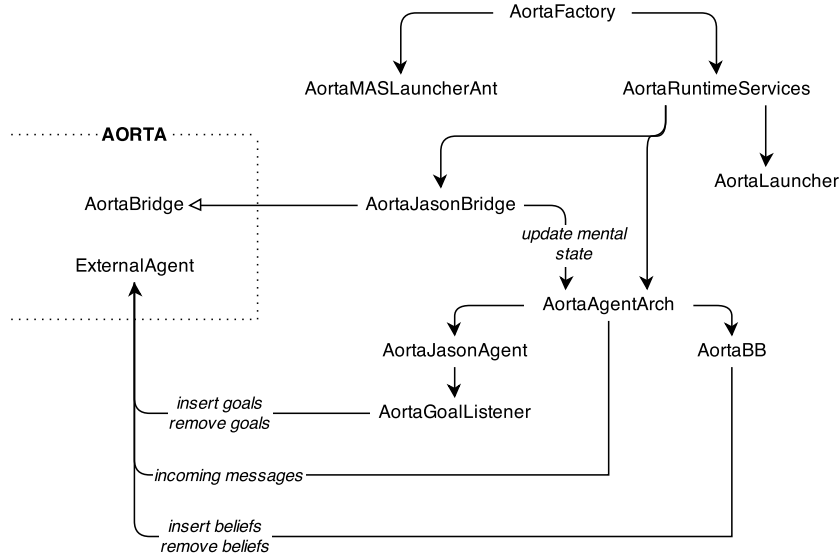 AortaFactory
AortaMASLauncherAnt
AortaRuntimeServices
AORTA
AortaLauncher
AortaBridge
AortaJasonBridge
update mental
state
ExternalAgent
AortaAgentArch
AortaJasonAgent
AortaBB
insert goals
remove goals
AortaGoalListener
incoming messages
insert beliefs
remove beliefs